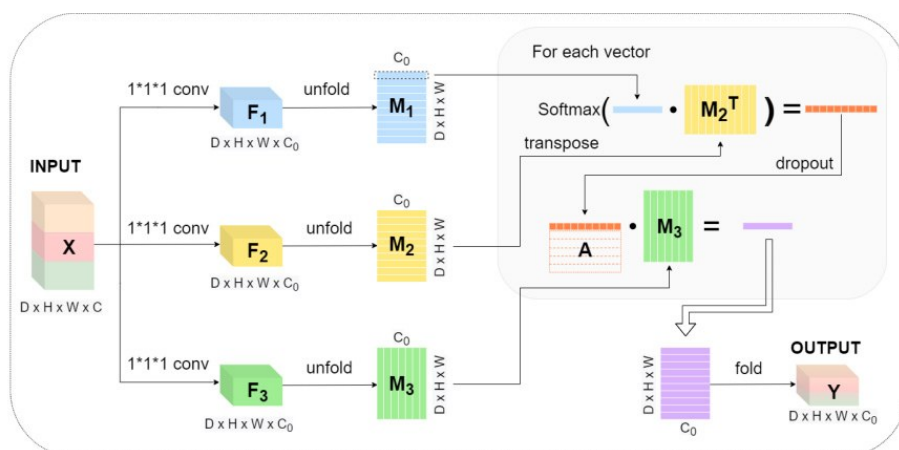 INPUT
X
D x H x W x C
1*1*1 conv
F1
D x H x W x C0
unfold
C0
M1
D x H x W
1*1*1 conv
F2
D x H x W x C0
unfold
C0
M2
D x H x W
1*1*1 conv
F3
D x H x W x C0
unfold
C0
M3
D x H x W
For each vector
Softmax( • M2^T ) =
transpose
dropout
A • M3 =
D x H x W
C0
fold
OUTPUT
Y
D x H x W x C0